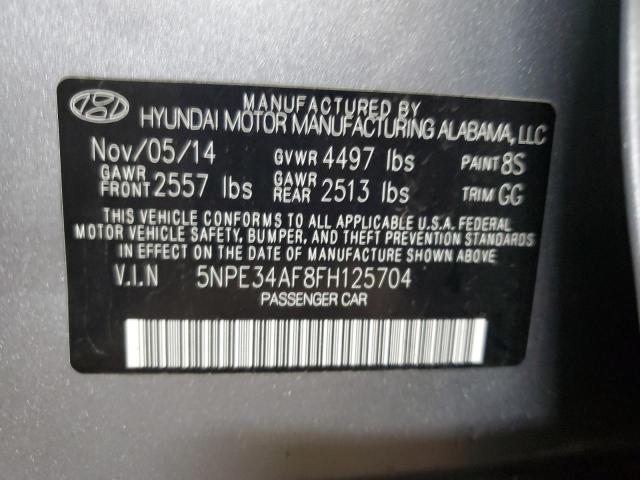 MANUFACTURED BY
HYUNDAI MOTOR MANUFACTURING ALABAMA, LLC
Nov/05/14 GVWR 4497 lbs PAINT 8S
GAWR FRONT 2557 lbs GAWR REAR 2513 lbs TRIM GG
THIS VEHICLE CONFORMS TO ALL APPLICABLE U.S.A. FEDERAL
MOTOR VEHICLE SAFETY, BUMPER, AND THEFT PREVENTION STANDARDS
IN EFFECT ON THE DATE OF MANUFACTURE SHOWN ABOVE.
V.I.N 5NPE34AF8FH125704
PASSENGER CAR